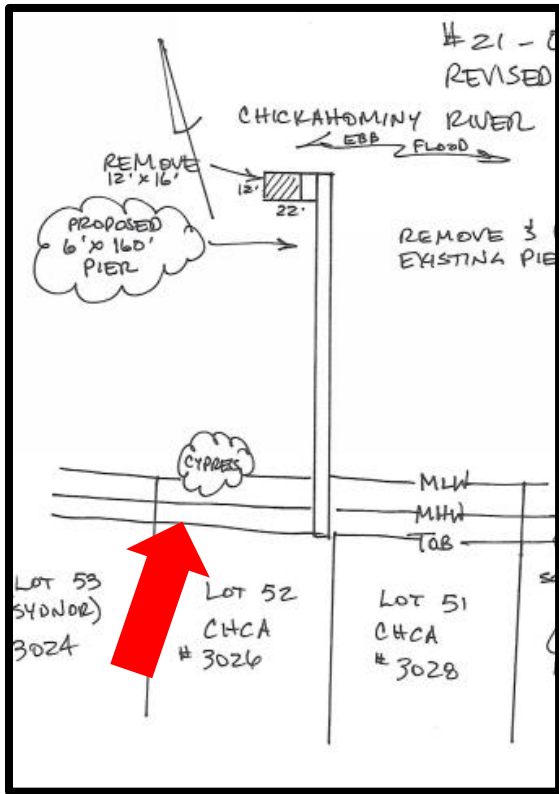 # 21 -
REVISED
CHICKAHOMINY RIVER
EBB FLOOD
REMOVE
12' x 16'
12'
22'
PROPOSED
6' x 160'
PIER
REMOVE &
EXISTING PIE
CYPRESS
MLW
MHW
TOB
LOT 53
SYDNOR)
3024
LOT 52
CHCA
# 3026
LOT 51
CHCA
# 3028